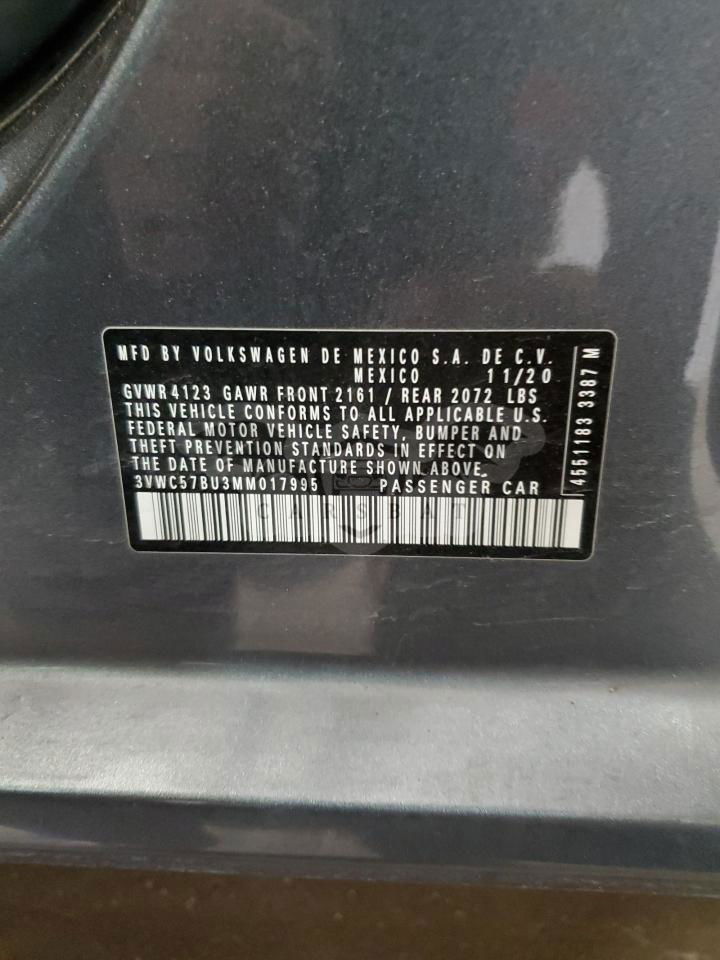 MFD BY VOLKSWAGEN DE MEXICO S.A. DE C.V.
MEXICO 11/20
GVWR 4123 GAWR FRONT 2161 / REAR 2072 LBS
THIS VEHICLE CONFORMS TO ALL APPLICABLE U.S.
FEDERAL MOTOR VEHICLE SAFETY, BUMPER AND
THEFT PREVENTION STANDARDS IN EFFECT ON
THE DATE OF MANUFACTURE SHOWN ABOVE.
3VWC57BU3MM017995 PASSENGER CAR
CARSBAT
4551183 3387 M